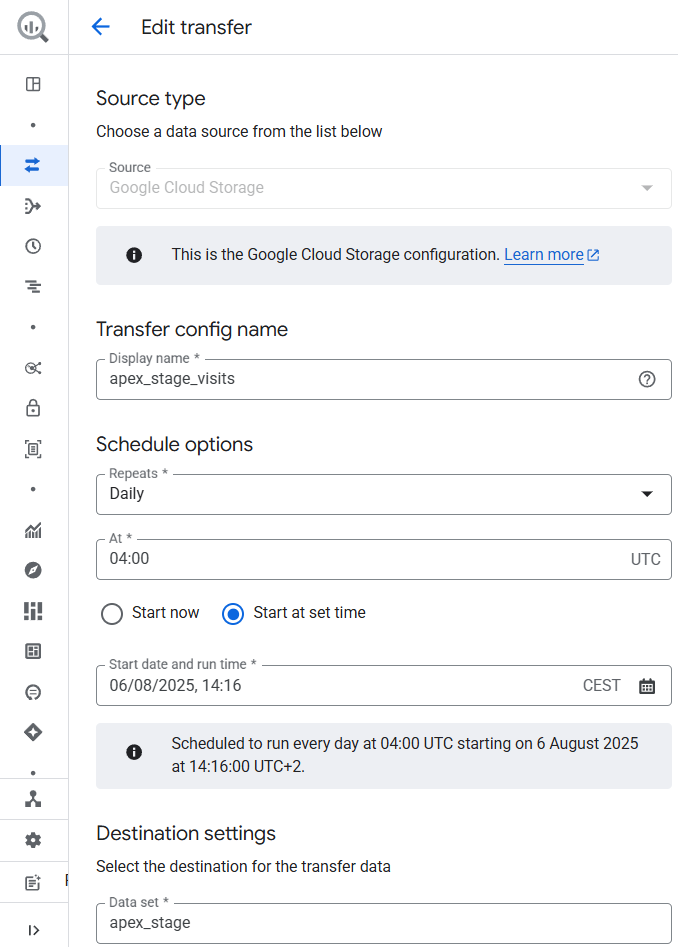 Edit transfer
Source type
Choose a data source from the list below
Source
Google Cloud Storage
This is the Google Cloud Storage configuration. Learn more
Transfer config name
Display name *
apex_stage_visits
Schedule options
Repeats *
Daily
At *
04:00
UTC
Start now
Start at set time
Start date and run time *
06/08/2025, 14:16
CEST
Scheduled to run every day at 04:00 UTC starting on 6 August 2025
at 14:16:00 UTC+2.
Destination settings
Select the destination for the transfer data
Data set *
apex_stage